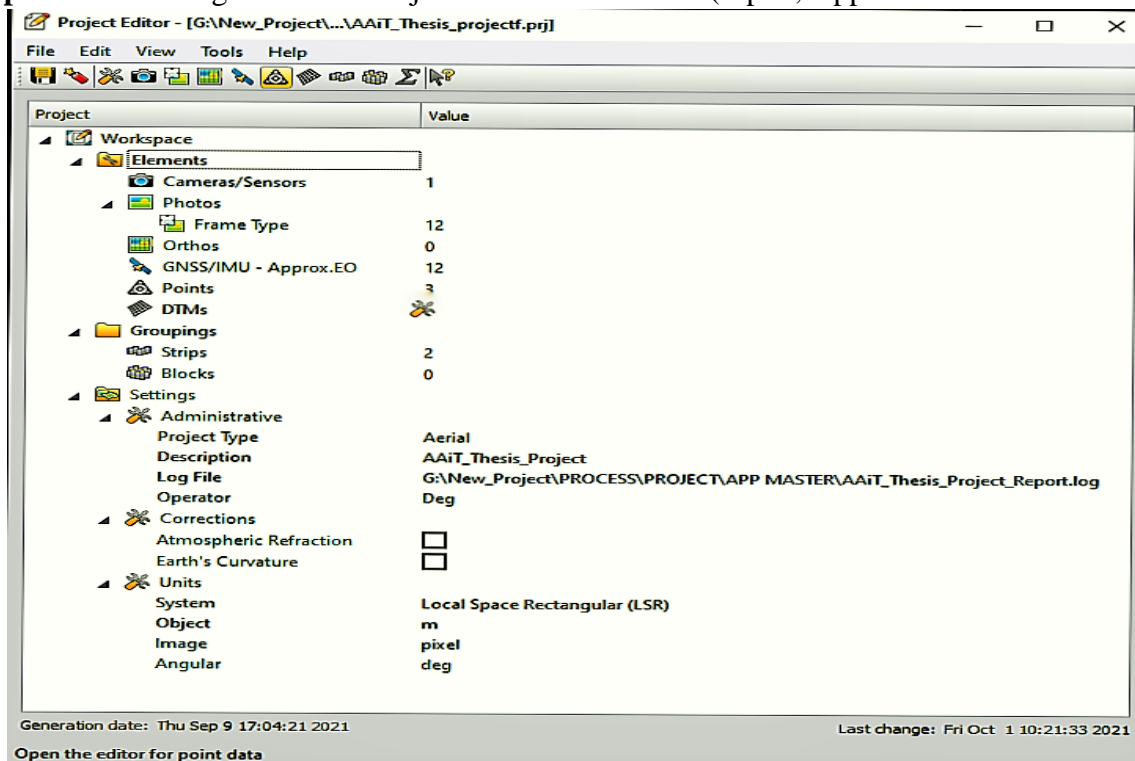 Project Editor - [G:\New_Project\...\AAiT_Thesis_projectf.prj]
File Edit View Tools Help
Project Value
Workspace
Elements
Cameras/Sensors 1
Photos
Frame Type 12
Orthos 0
GNSS/IMU - Approx.EO 12
Points 3
DTMs
Groupings
Strips 2
Blocks 0
Settings
Administrative
Project Type Aerial
Description AAiT_Thesis_Project
Log File G:\New_Project\PROCESS\PROJECT\APP MASTER\AAiT_Thesis_Project_Report.log
Operator Deg
Corrections
Atmospheric Refraction
Earth's Curvature
Units
System Local Space Rectangular (LSR)
Object m
Image pixel
Angular deg
Generation date: Thu Sep 9 17:04:21 2021 Last change: Fri Oct 1 10:21:33 2021
Open the editor for point data